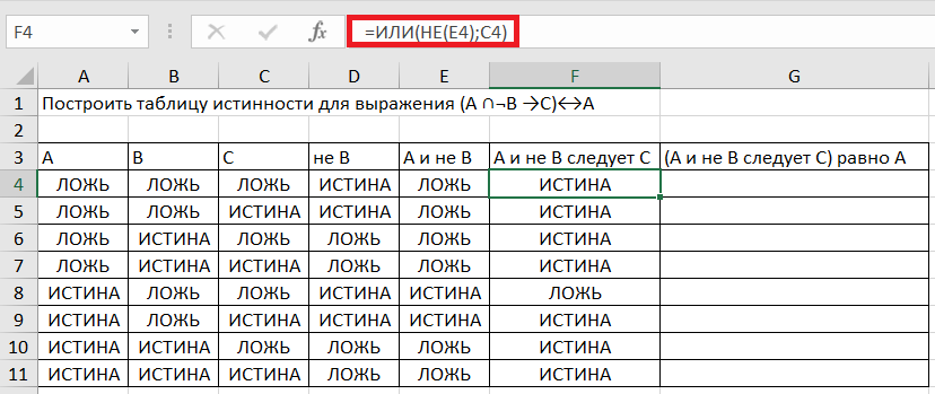 F4 fx =ИЛИ(НЕ(E4);C4)
A B C D E F G
1 Построить таблицу истинности для выражения (A ∩¬B →C)↔A
2
3 A B C не B A и не B A и не B следует C (A и не B следует C) равно A
4 ЛОЖЬ ЛОЖЬ ЛОЖЬ ИСТИНА ЛОЖЬ ИСТИНА
5 ЛОЖЬ ЛОЖЬ ИСТИНА ИСТИНА ЛОЖЬ ИСТИНА
6 ЛОЖЬ ИСТИНА ЛОЖЬ ЛОЖЬ ЛОЖЬ ИСТИНА
7 ЛОЖЬ ИСТИНА ИСТИНА ЛОЖЬ ЛОЖЬ ИСТИНА
8 ИСТИНА ЛОЖЬ ЛОЖЬ ИСТИНА ИСТИНА ЛОЖЬ
9 ИСТИНА ЛОЖЬ ИСТИНА ИСТИНА ИСТИНА ИСТИНА
10 ИСТИНА ИСТИНА ЛОЖЬ ЛОЖЬ ЛОЖЬ ИСТИНА
11 ИСТИНА ИСТИНА ИСТИНА ЛОЖЬ ЛОЖЬ ИСТИНА